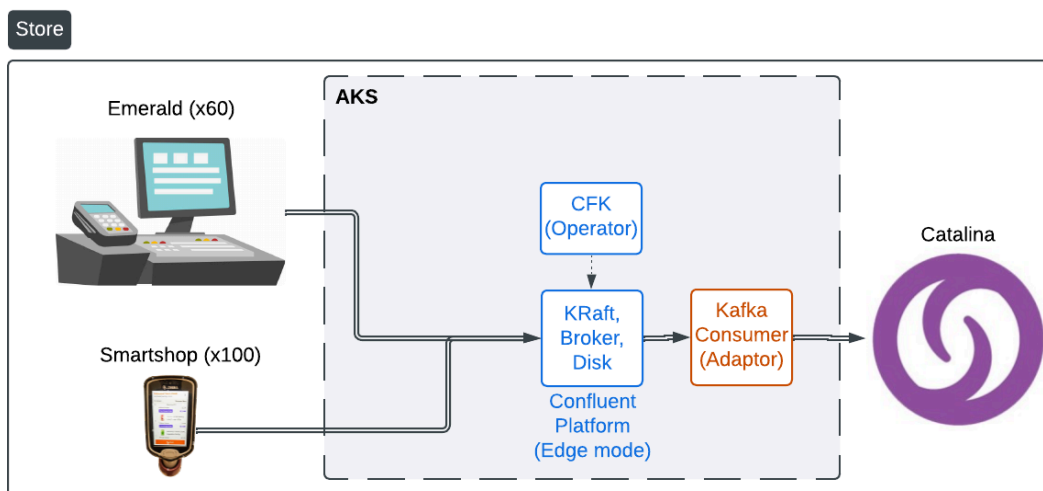 Store
AKS
Emerald (x60)
CFK
(Operator)
Catalina
KRaft,
Broker,
Disk
Kafka
Consumer
(Adaptor)
Smartshop (x100)
Confluent
Platform
(Edge mode)